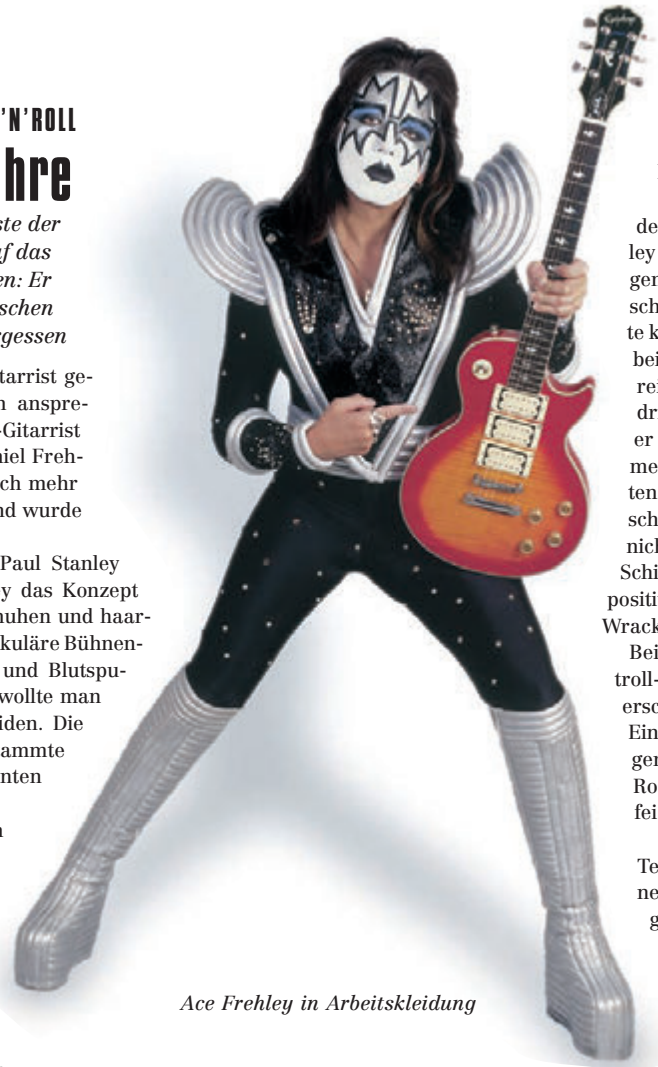 'N'ROLL
hre
ste der
f das
en: Er
schen
rgessen
tarrist ge-
n anspre-
-Gitarrist
niel Freh-
ch mehr
nd wurde
Paul Stanley
y das Konzept
huhen und haar-
kuläre Bühnen-
und Blutspu-
wollte man
iden. Die
ammte
nten
n
Epiphone
de
ley
ger
sch
te k
bei
rei
dr
er
me
ten
sch
nich
Schi
positi
Wrack
Bei
troll-
ersc
Ein
ger
Ro
fei
Te
ne
g
Ace Frehley in Arbeitskleidung